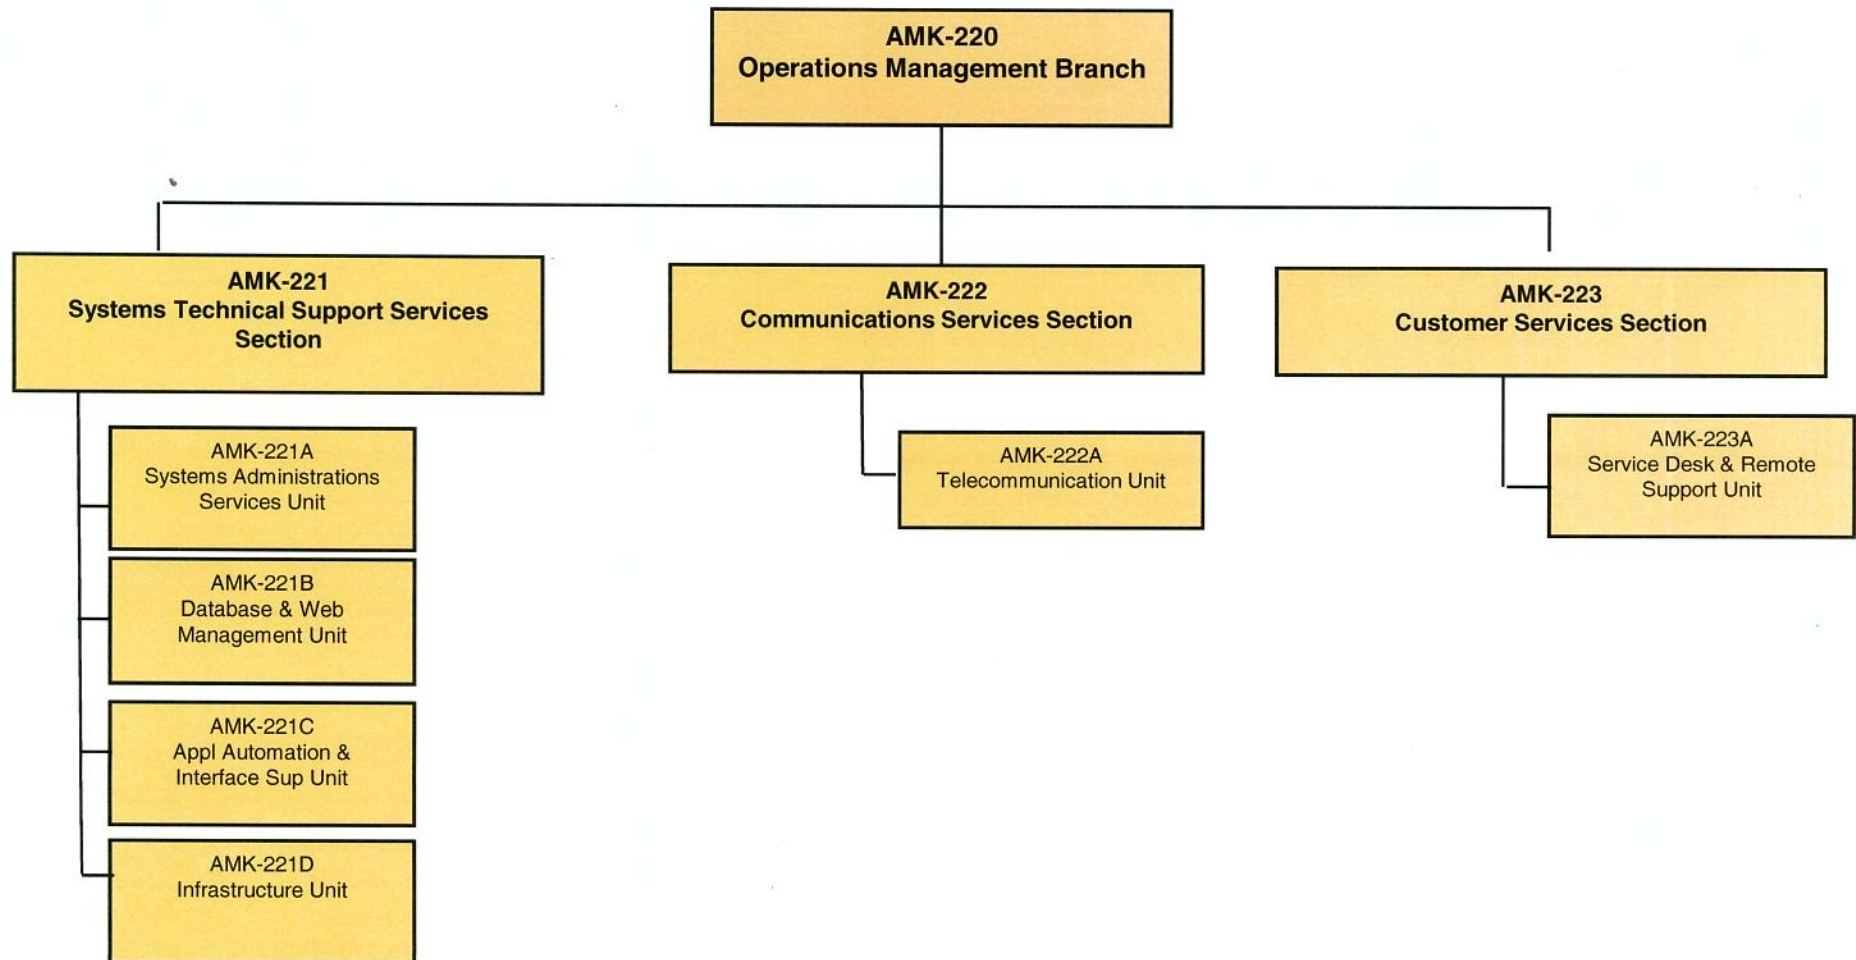 AMK-220
Operations Management Branch
AMK-221
Systems Technical Support Services
Section
AMK-222
Communications Services Section
AMK-223
Customer Services Section
AMK-221A
Systems Administrations
Services Unit
AMK-221B
Database & Web
Management Unit
AMK-221C
Appl Automation &
Interface Sup Unit
AMK-221D
Infrastructure Unit
AMK-222A
Telecommunication Unit
AMK-223A
Service Desk & Remote
Support Unit